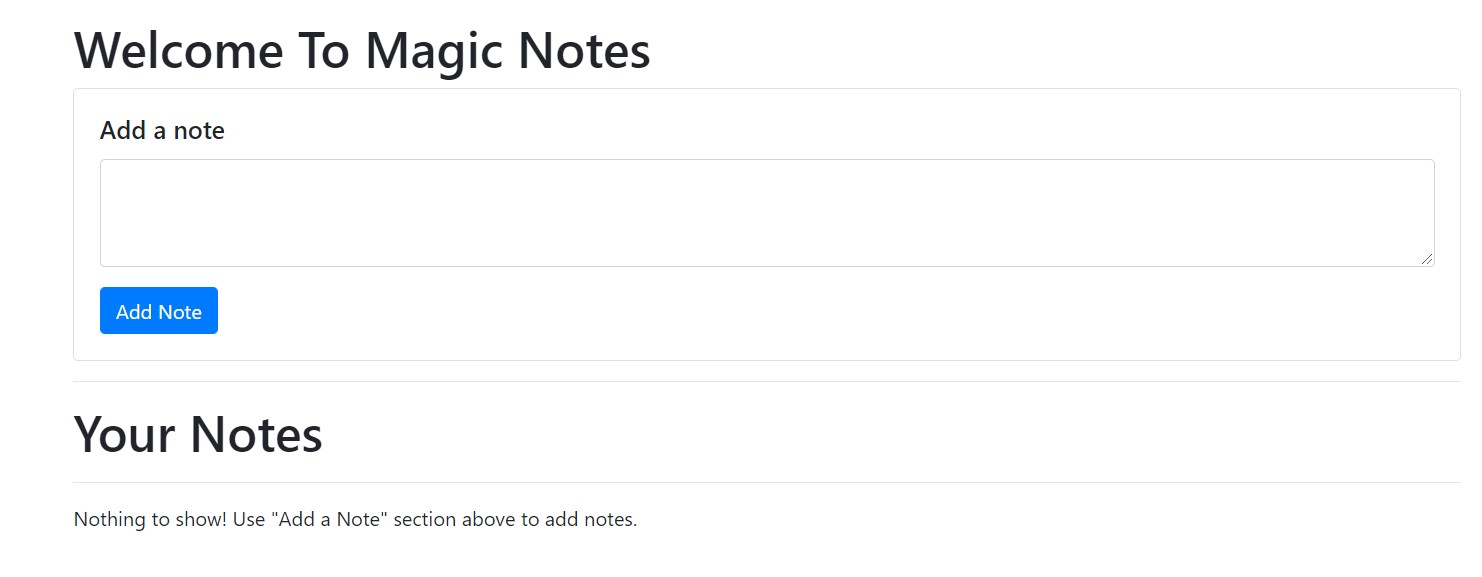 Welcome To Magic Notes
Add a note
Add Note
Your Notes
Nothing to show! Use "Add a Note" section above to add notes.